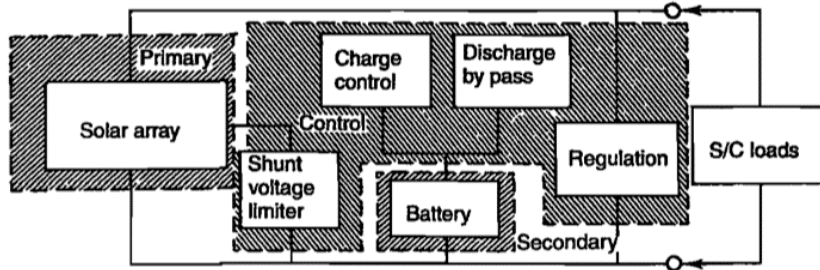 Primary
Charge
control
Discharge
by pass
Solar array
Control
Shunt
voltage
limiter
Regulation
S/C loads
Battery
Secondary